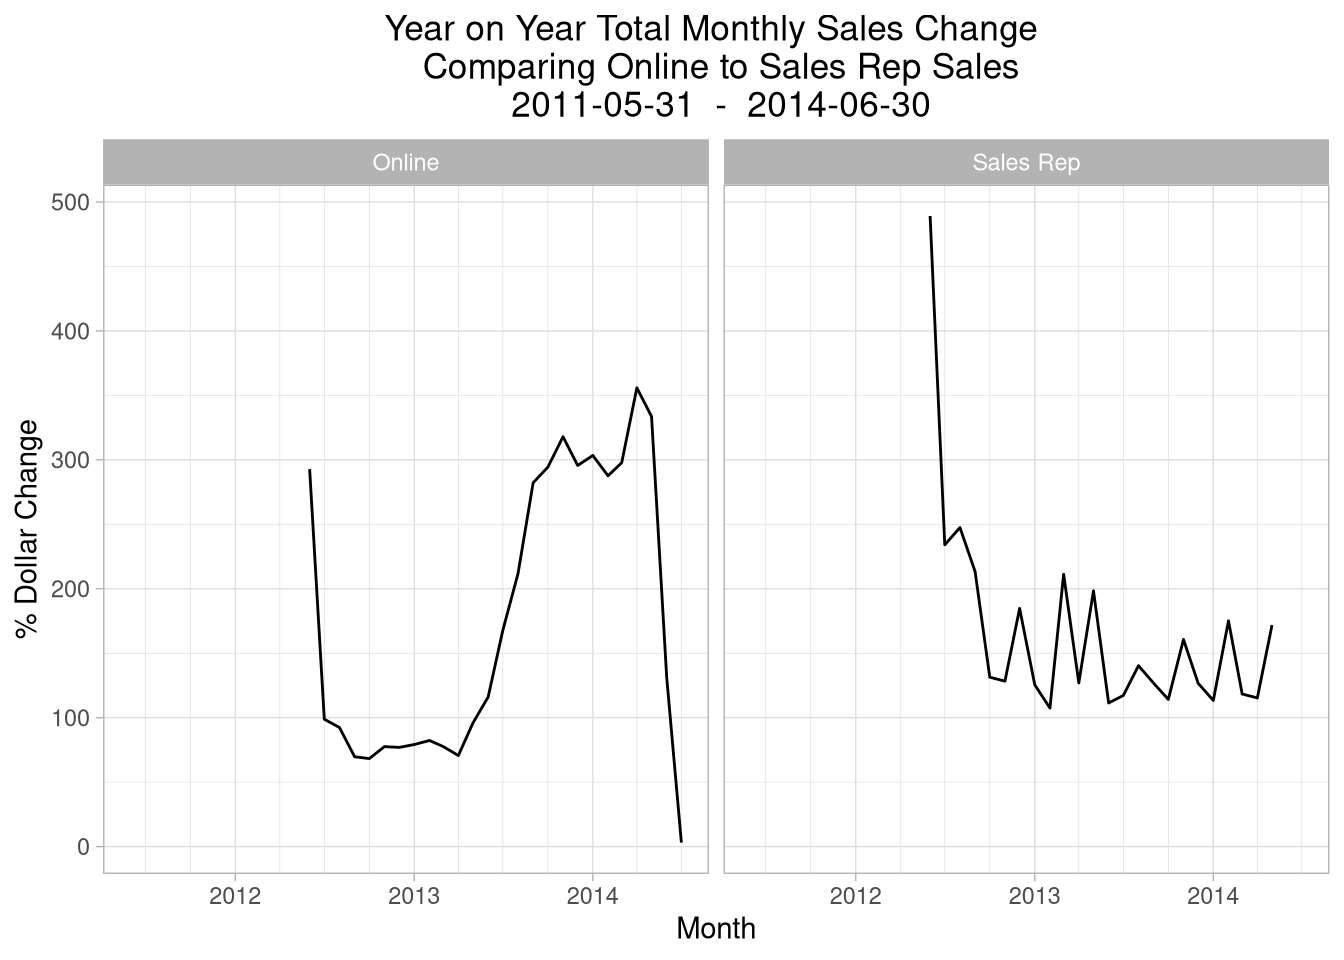 Year on Year Total Monthly Sales Change
Comparing Online to Sales Rep Sales
2011-05-31 - 2014-06-30
Online
Sales Rep
500
400
300
200
100
0
% Dollar Change
2012 2013 2014
2012 2013 2014
Month